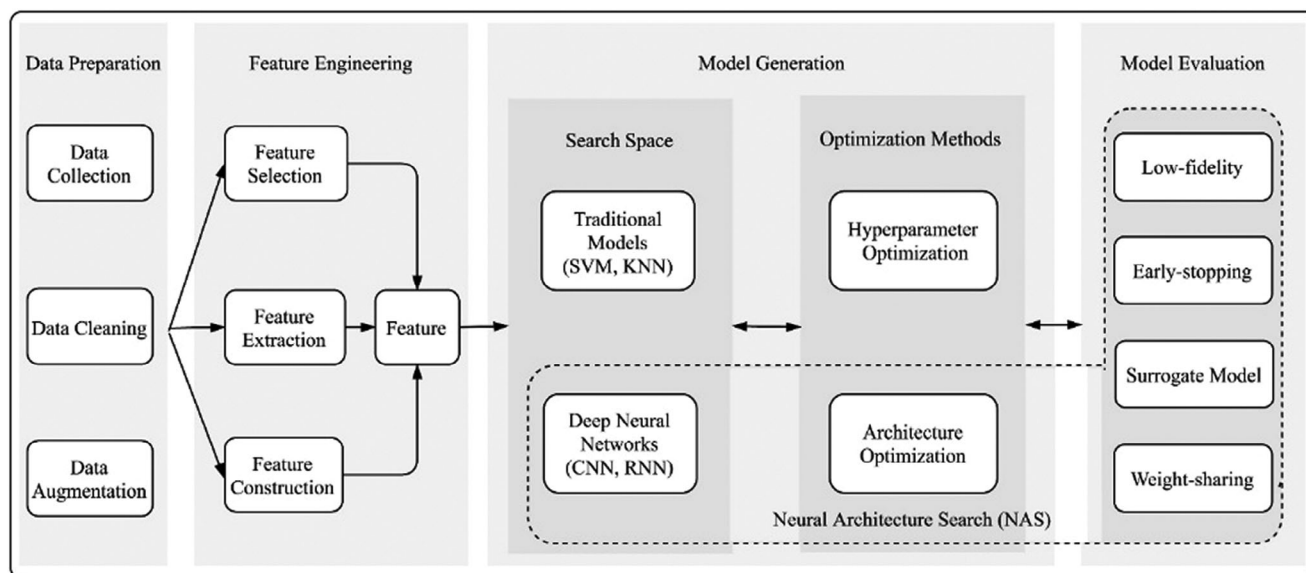 Data Preparation
Data
Collection
Data Cleaning
Data
Augmentation
Feature Engineering
Feature
Selection
Feature
Extraction
Feature
Construction
Feature
Model Generation
Search Space
Traditional
Models
(SVM, KNN)
Deep Neural
Networks
(CNN, RNN)
Optimization Methods
Hyperparameter
Optimization
Architecture
Optimization
Neural Architecture Search (NAS)
Model Evaluation
Low-fidelity
Early-stopping
Surrogate Model
Weight-sharing